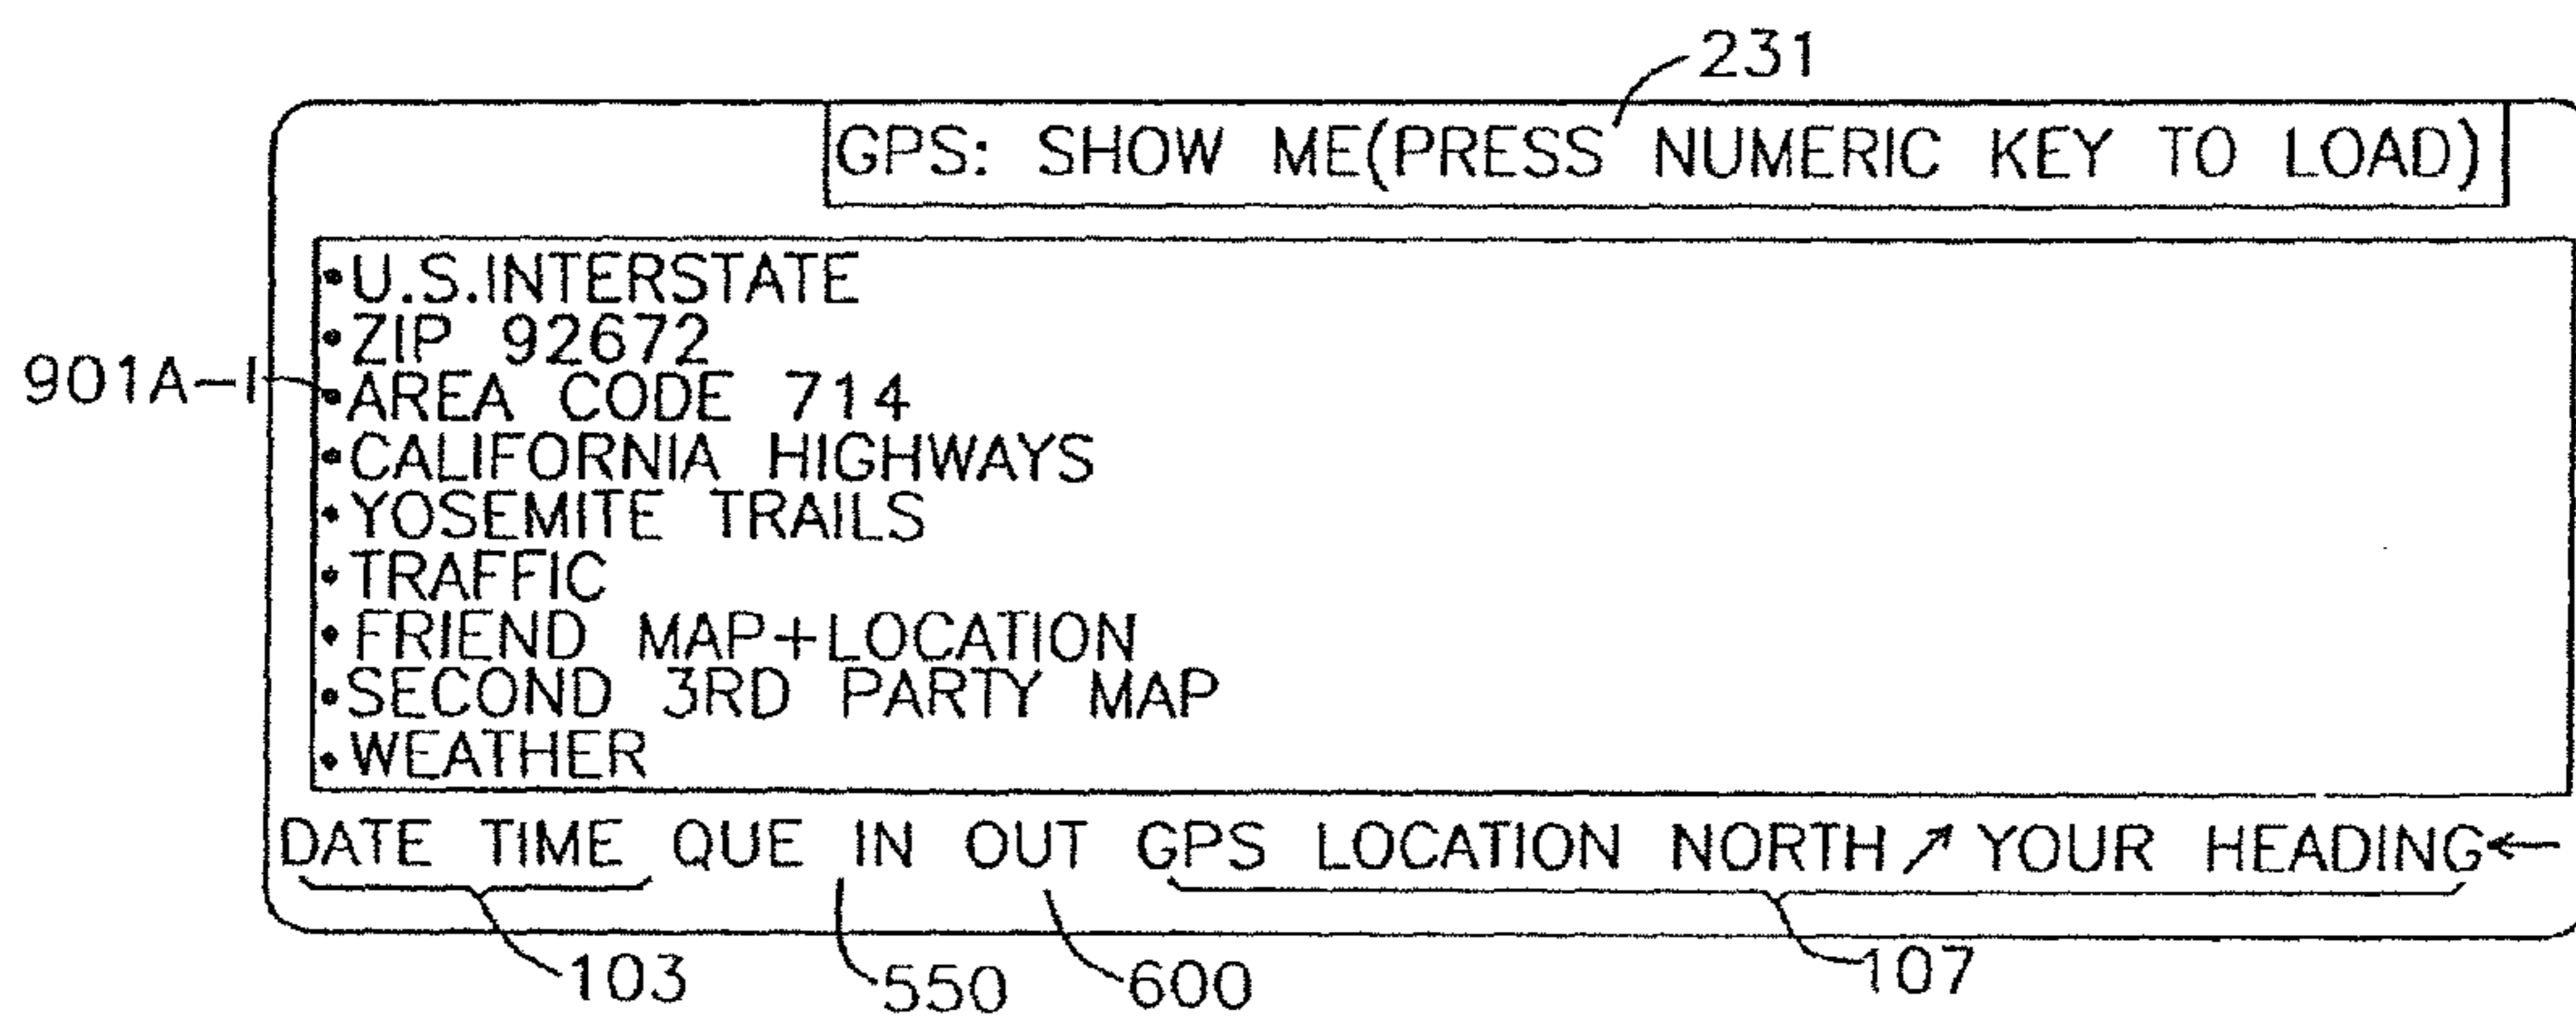 231
GPS: SHOW ME(PRESS NUMERIC KEY TO LOAD)
•U.S.INTERSTATE
•ZIP 92672
901A-I
•AREA CODE 714
•CALIFORNIA HIGHWAYS
•YOSEMITE TRAILS
•TRAFFIC
•FRIEND MAP+LOCATION
•SECOND 3RD PARTY MAP
•WEATHER
DATE TIME QUE IN OUT GPS LOCATION NORTH↗ YOUR HEADING←
103 550 600 107